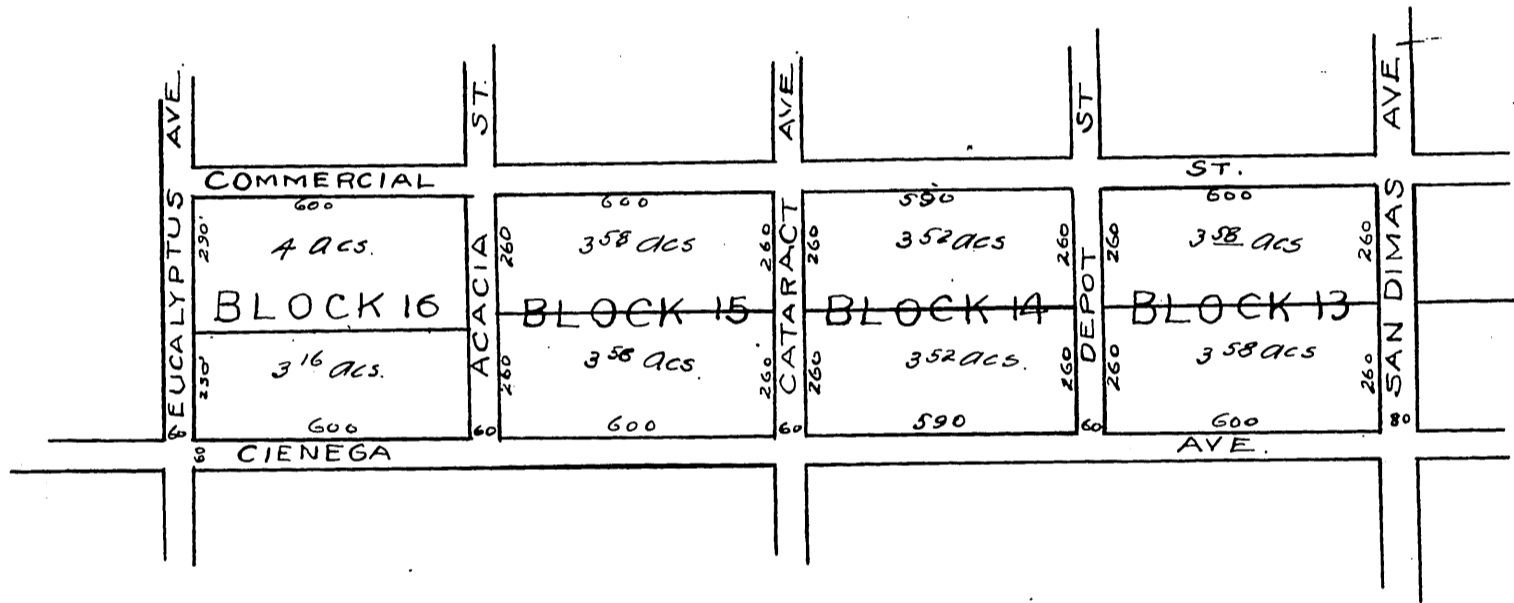 EUCALYPTUS AVE.
ACACIA ST.
CATARACT AVE.
DEPOT ST
SAN DIMAS AVE.
COMMERCIAL ST.
600 600 590 600
290' 260 260 260 260 260 260
4 acs. 3 58 acs 3 52 acs 3 58 acs
BLOCK 16 BLOCK 15 BLOCK 14 BLOCK 13
230' 260 260 260 260 260 260
3 16 acs. 3 58 acs. 3 52 acs. 3 58 acs
600 600 590 600
60 60 60 60 80
60 CIENEGA AVE.